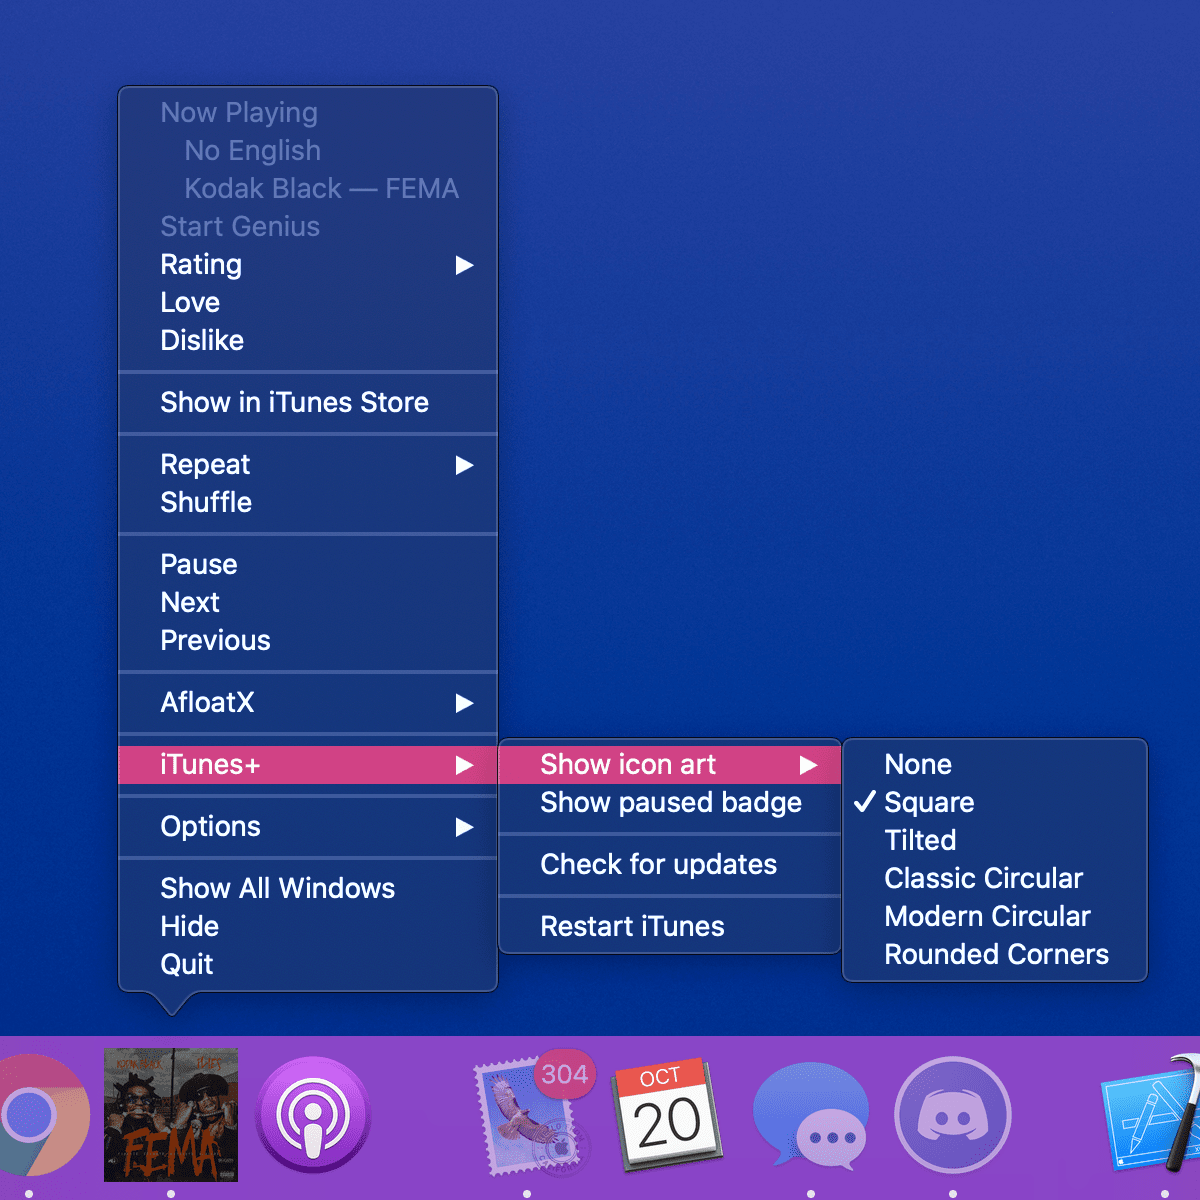 Now Playing
No English
Kodak Black — FEMA
Start Genius
Rating
Love
Dislike
Show in iTunes Store
Repeat
Shuffle
Pause
Next
Previous
AfloatX
iTunes+
Options
Show All Windows
Hide
Quit
Show icon art
Show paused badge
Check for updates
Restart iTunes
None
✓ Square
Tilted
Classic Circular
Modern Circular
Rounded Corners
KODAK BLACK
FEMA
304
OCT
20